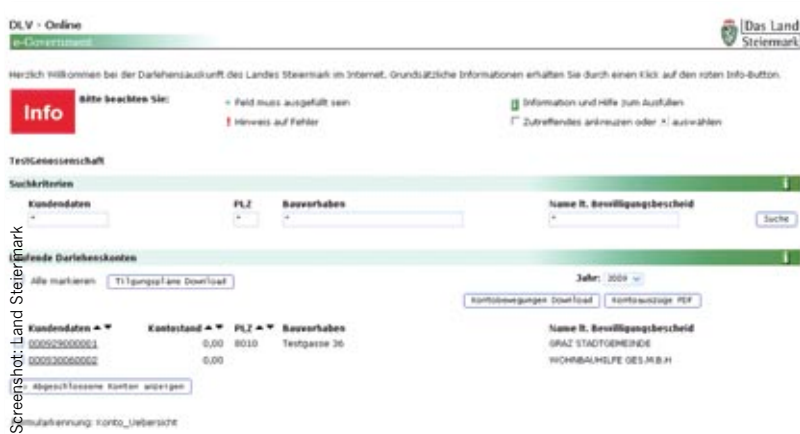 DLV - Online
Das Land
Steiermark
e-Government
Herzlich Willkommen bei der Darlehensauskunft des Landes Steiermark im Internet. Grundsätzliche Informationen erhalten Sie durch einen Klick auf den roten Info-Button.
Info
Bitte beachten Sie:
* Feld muss ausgefüllt sein
i Information und Hilfe zum Ausfüllen
! Hinweis auf Fehler
Zutreffendes ankreuzen oder auswählen
TestGenossenschaft
Suchkriterien i
Kundendaten PLZ Bauvorhaben Name lt. Bewilligungsbescheid
* * * * Suche
Laufende Darlehenskonten i
Alle markieren Tilgungspläne Download Jahr: 2009
Kontobewegungen Download Kontoauszüge PDF
Kundendaten Kontostand PLZ Bauvorhaben Name lt. Bewilligungsbescheid
000929000001 0,00 8010 Testgasse 36 GRAZ STADTGEMEINDE
000930060002 0,00 WOHNBAUHILFE GES.M.B.H
Abgeschlossene Konten anzeigen
Formularkennung: Konto_Uebersicht
Screenshot: Land Steiermark